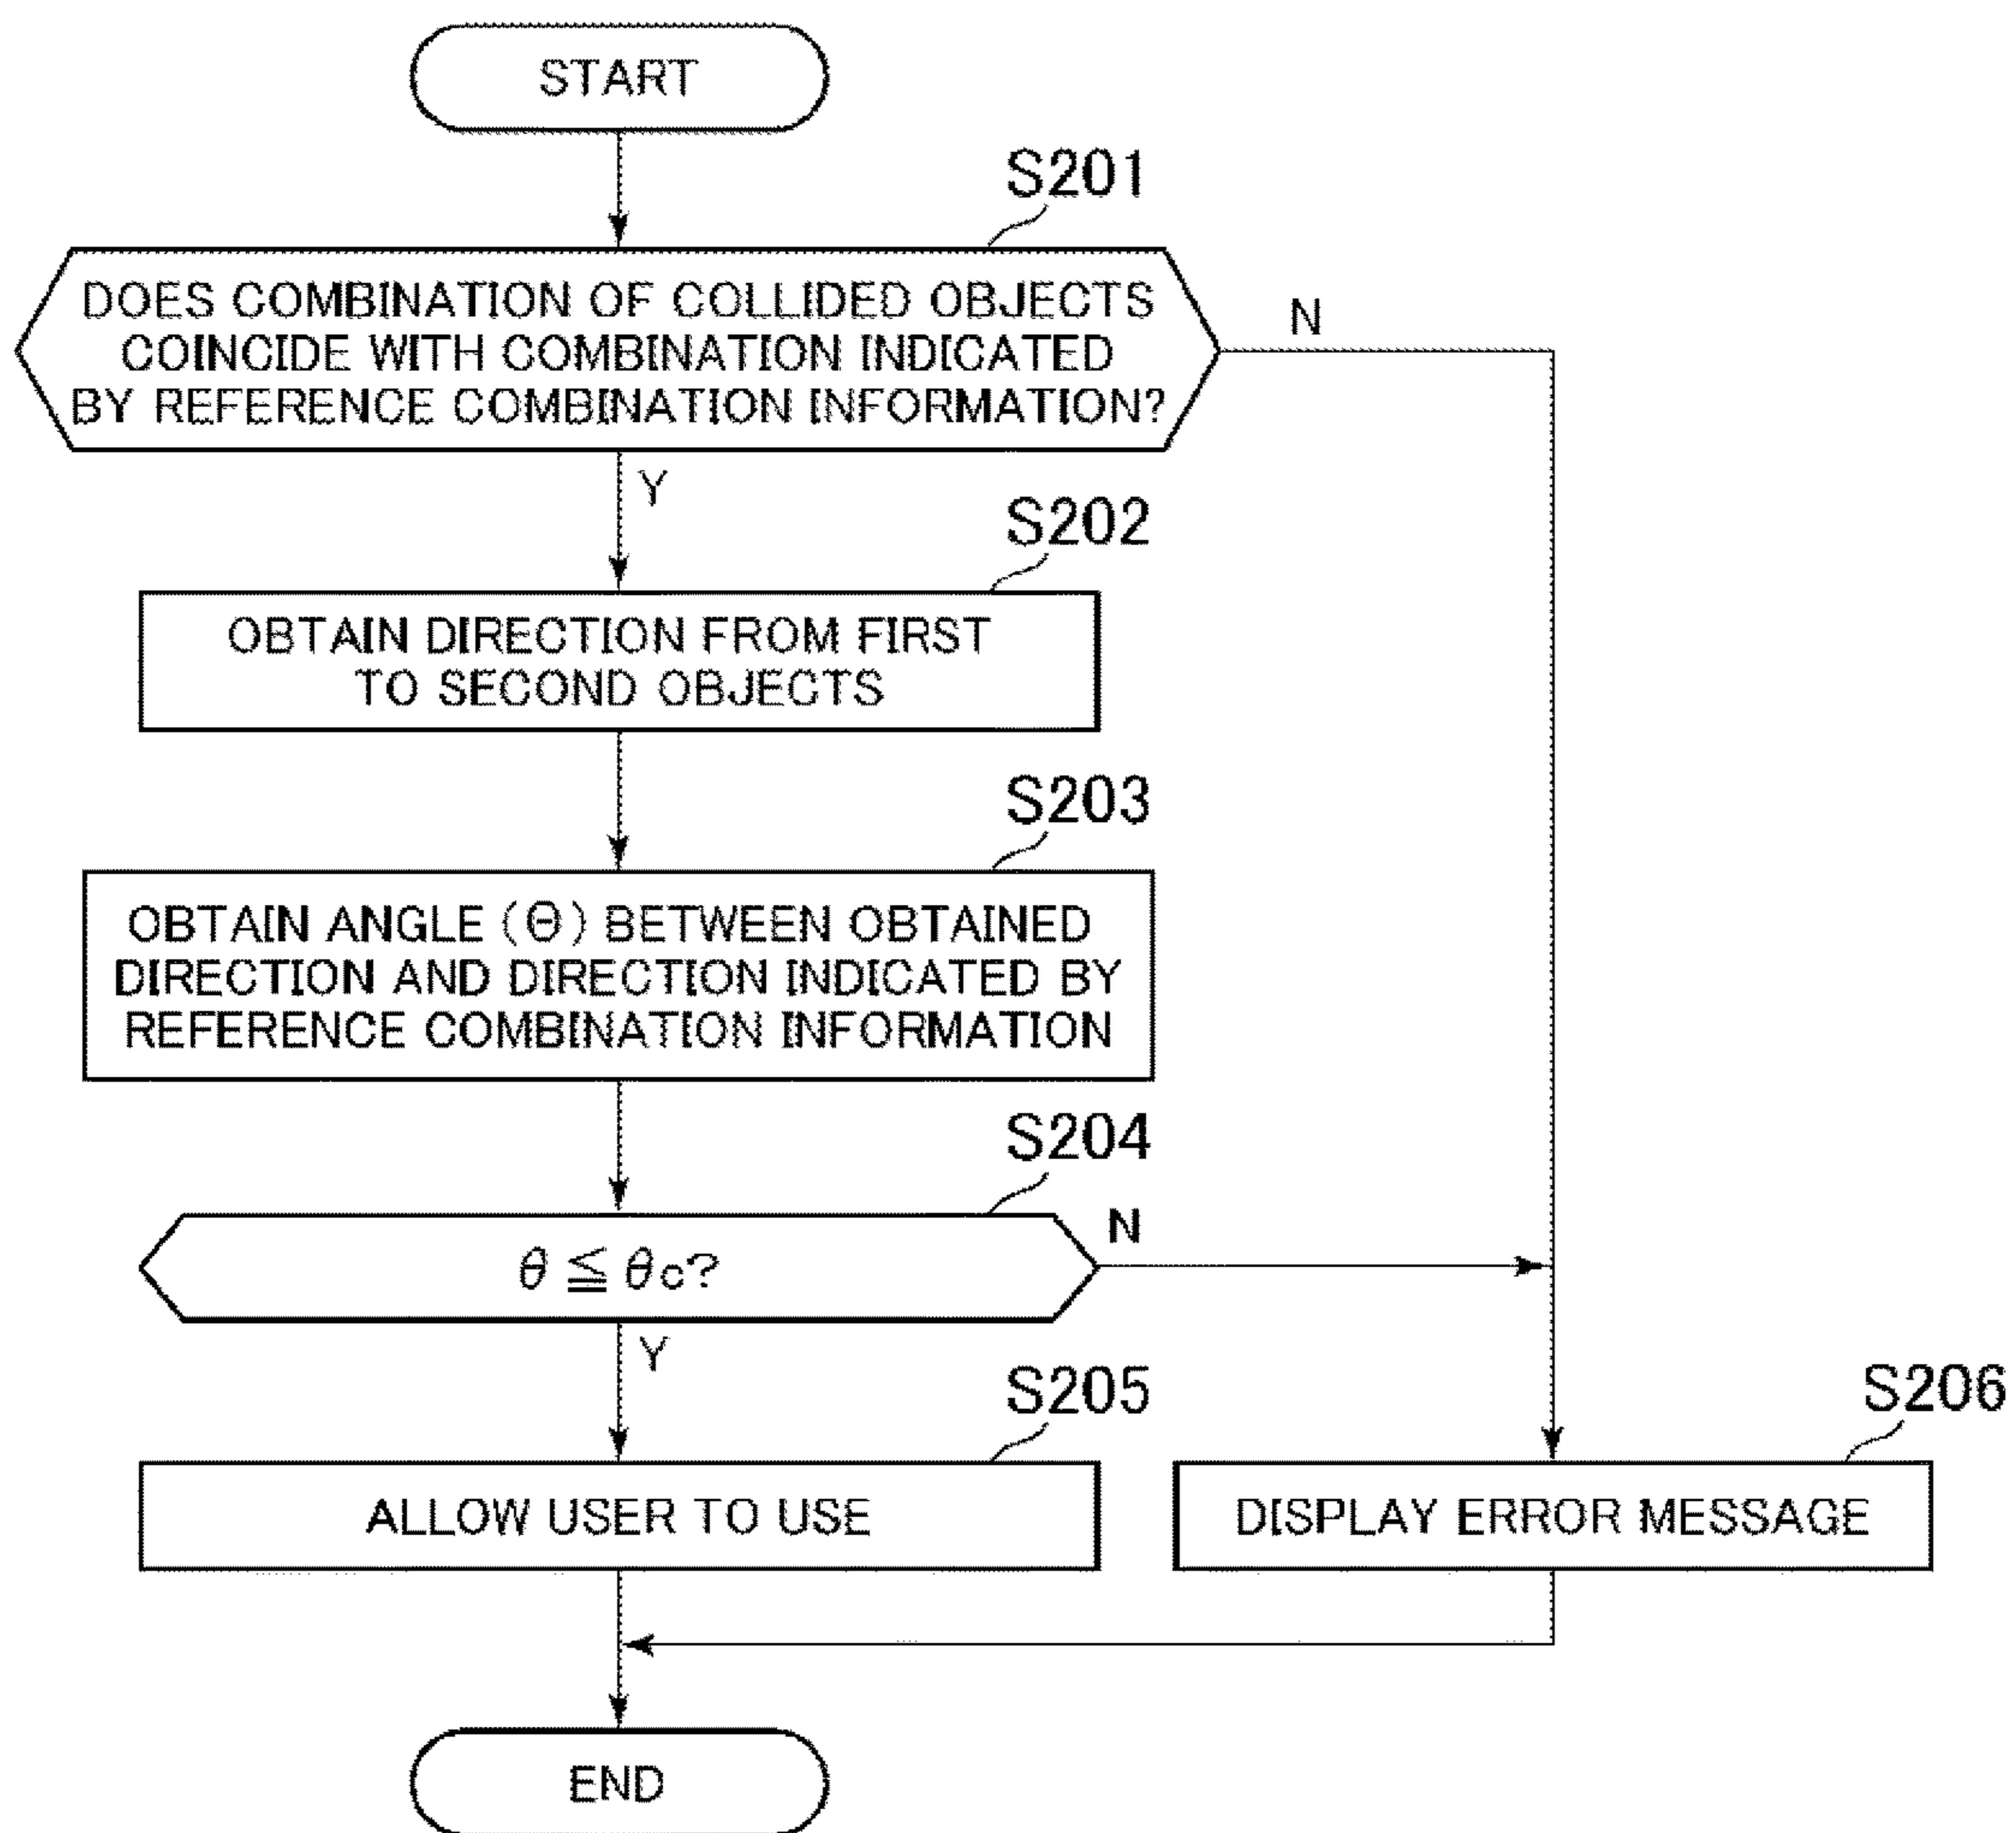 START
S201
DOES COMBINATION OF COLLIDED OBJECTS
COINCIDE WITH COMBINATION INDICATED
BY REFERENCE COMBINATION INFORMATION?
N
Y
S202
OBTAIN DIRECTION FROM FIRST
TO SECOND OBJECTS
S203
OBTAIN ANGLE (Θ) BETWEEN OBTAINED
DIRECTION AND DIRECTION INDICATED BY
REFERENCE COMBINATION INFORMATION
S204
θ ≦ θc?
N
Y
S205
ALLOW USER TO USE
S206
DISPLAY ERROR MESSAGE
END